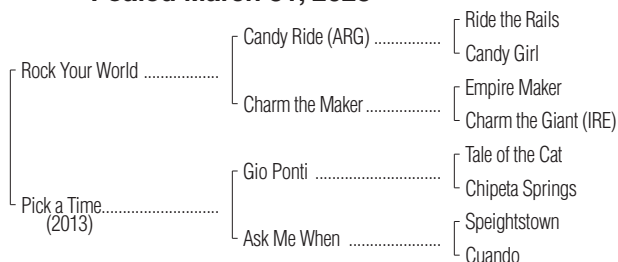 Foaled March 31, 2023
Ride the Rails
Candy Ride (ARG) ................
Candy Girl
Rock Your World .................
Empire Maker
Charm the Maker .................
Charm the Giant (IRE)
Tale of the Cat
Gio Ponti ............................
Chipeta Springs
Pick a Time...........................
(2013)
Speightstown
Ask Me When .....................
Cuando